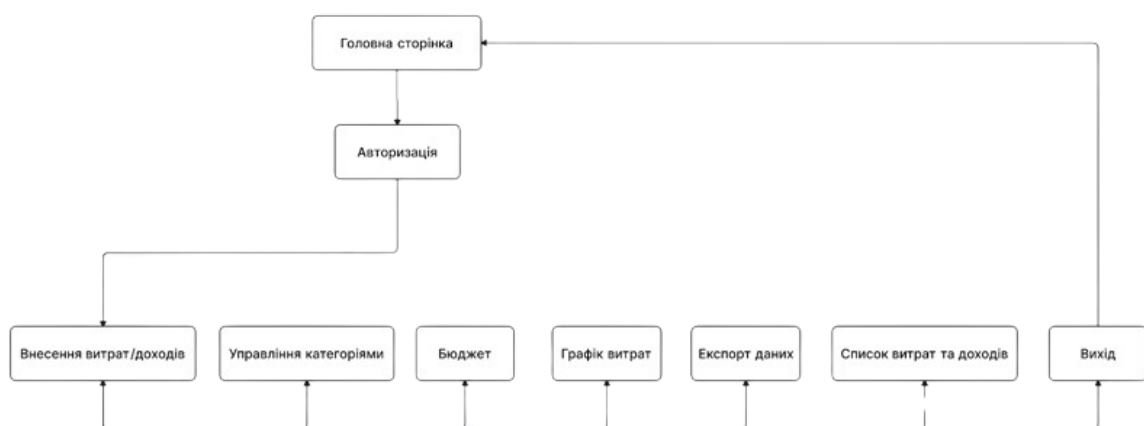 Головна сторінка
Авторизація
Внесення витрат/доходів
Управління категоріями
Бюджет
Графік витрат
Експорт даних
Список витрат та доходів
Вихід